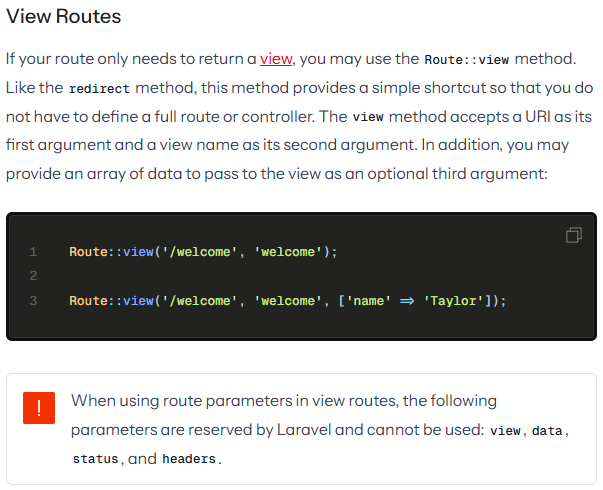 View Routes
If your route only needs to return a view, you may use the Route::view method.
Like the redirect method, this method provides a simple shortcut so that you do
not have to define a full route or controller. The view method accepts a URI as its
first argument and a view name as its second argument. In addition, you may
provide an array of data to pass to the view as an optional third argument:
1 Route::view('/welcome', 'welcome');
2
3 Route::view('/welcome', 'welcome', ['name' => 'Taylor']);
! When using route parameters in view routes, the following
parameters are reserved by Laravel and cannot be used: view, data,
status, and headers.